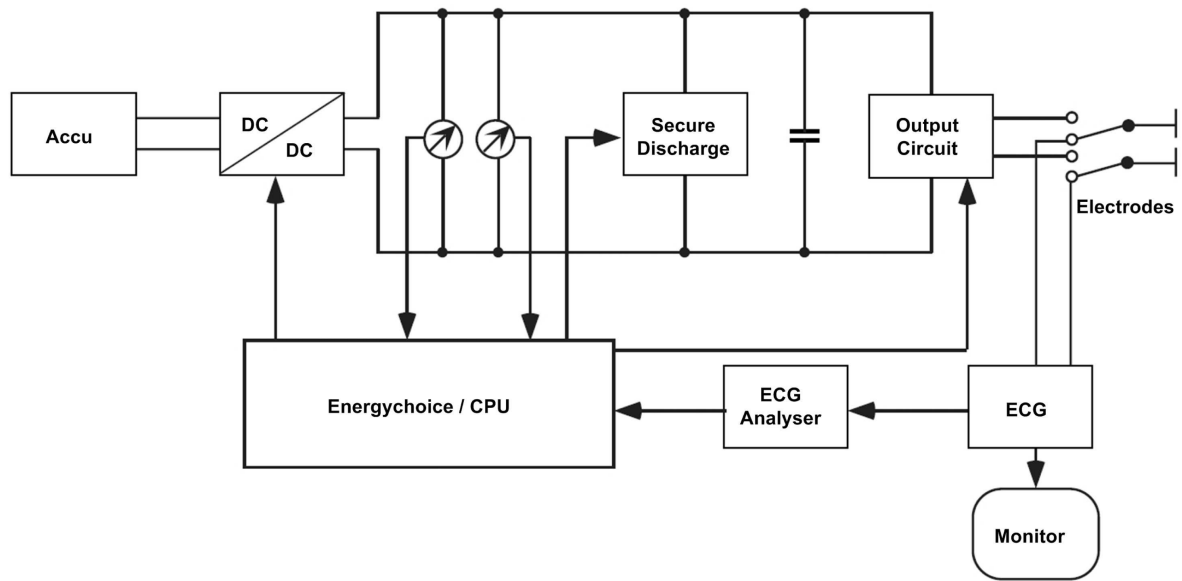 Accu
DC
DC
Secure
Discharge
Output
Circuit
Electrodes
Energychoice / CPU
ECG
Analyser
ECG
Monitor